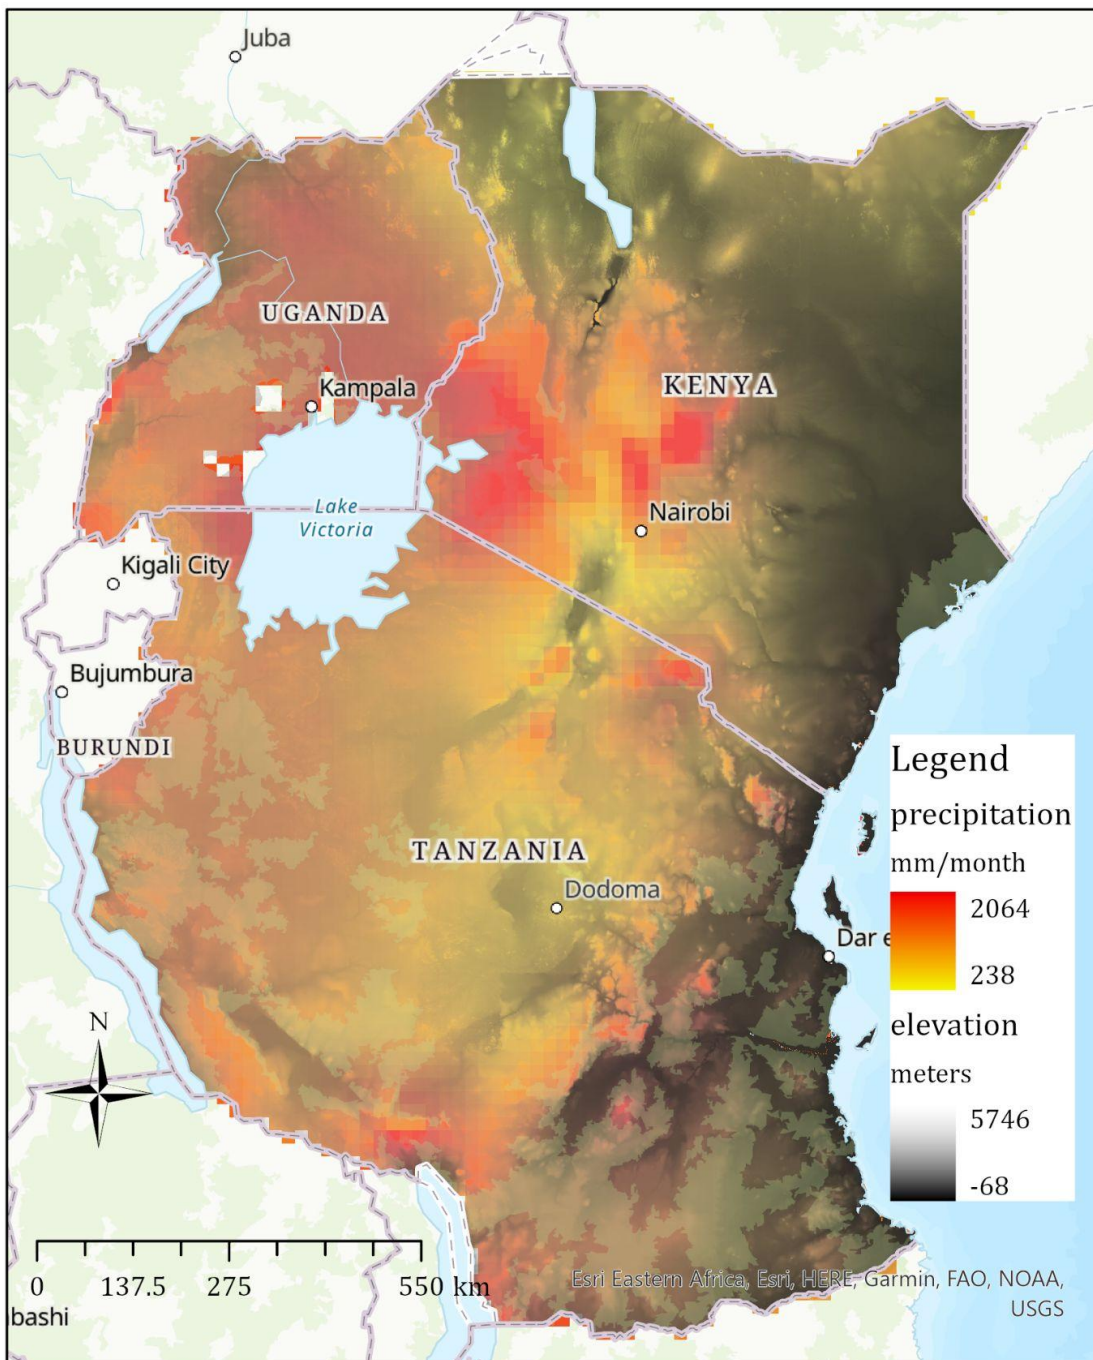 Juba
UGANDA
Kampala
KENYA
Lake
Victoria
Nairobi
Kigali City
Bujumbura
BURUNDI
TANZANIA
Dodoma
Dar e
Legend
precipitation
mm/month
2064
238
elevation
meters
5746
-68
N
0 137.5 275 550 km
Esri Eastern Africa, Esri, HERE, Garmin, FAO, NOAA,
USGS
bashi